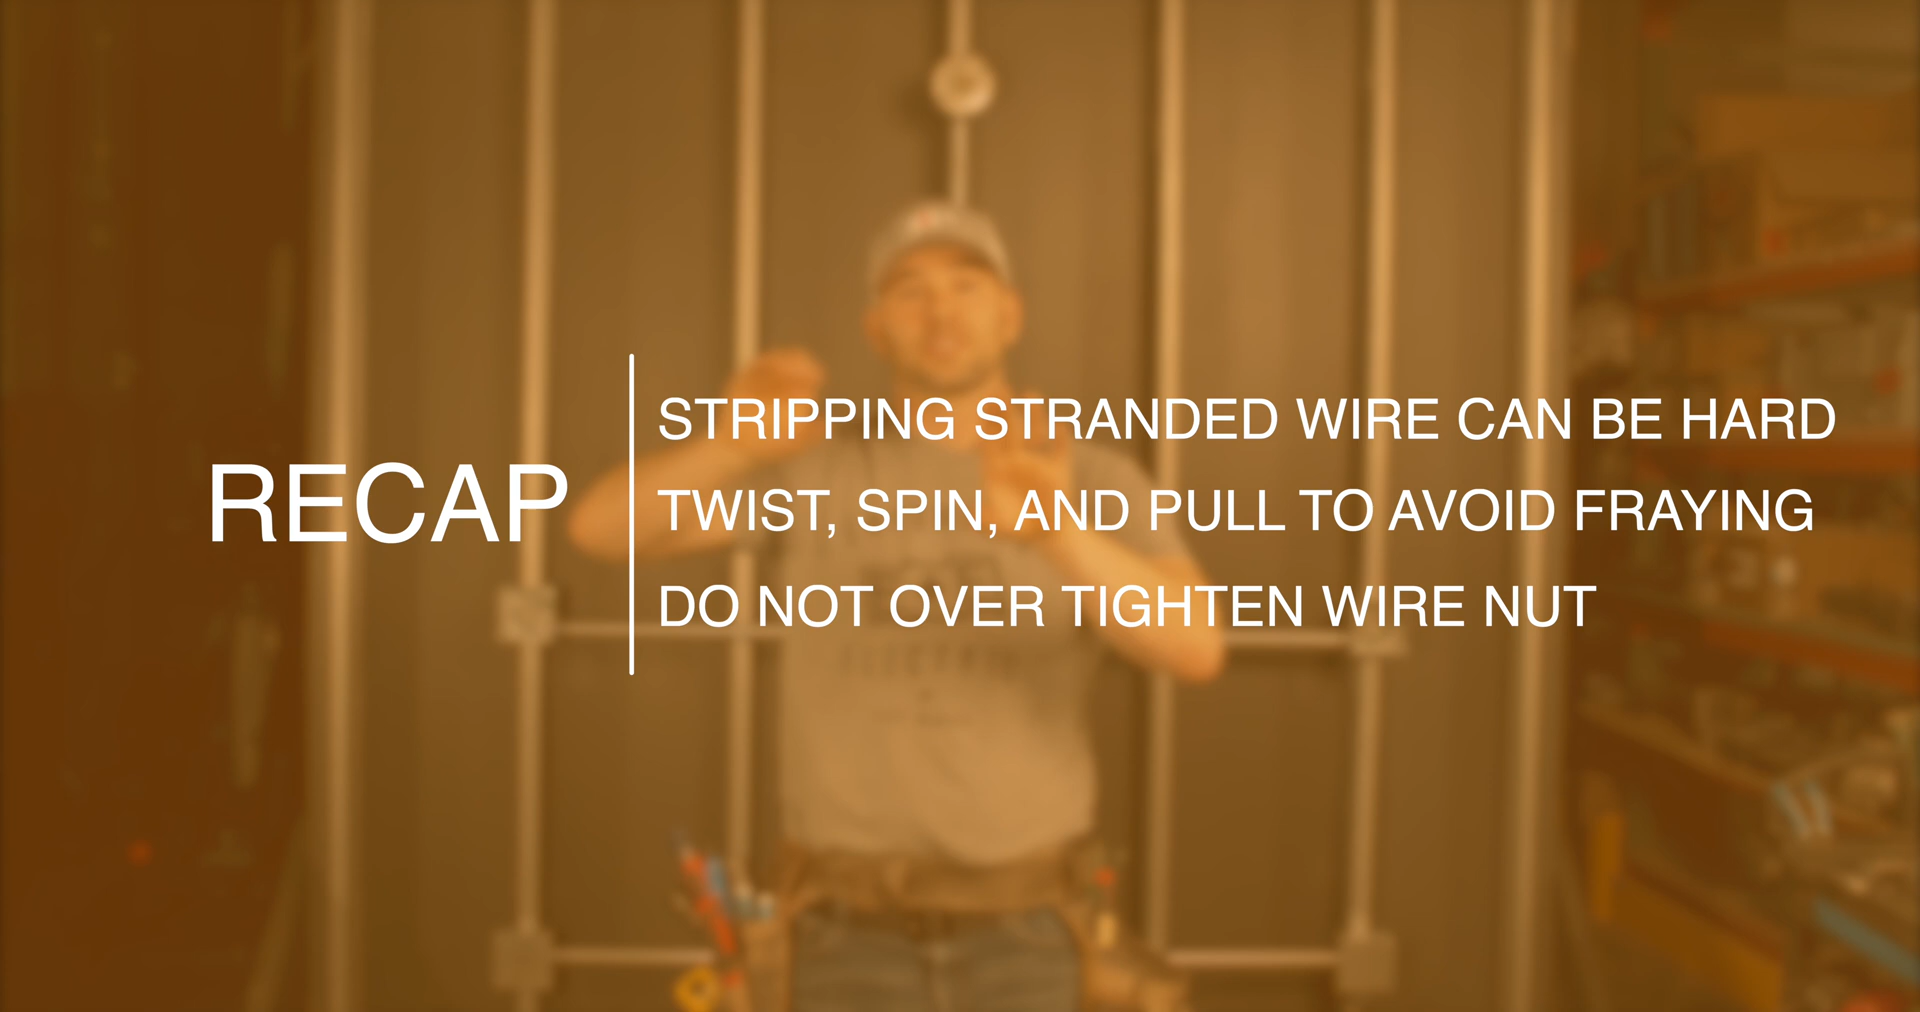 RECAP
STRIPPING STRANDED WIRE CAN BE HARD
TWIST, SPIN, AND PULL TO AVOID FRAYING
DO NOT OVER TIGHTEN WIRE NUT